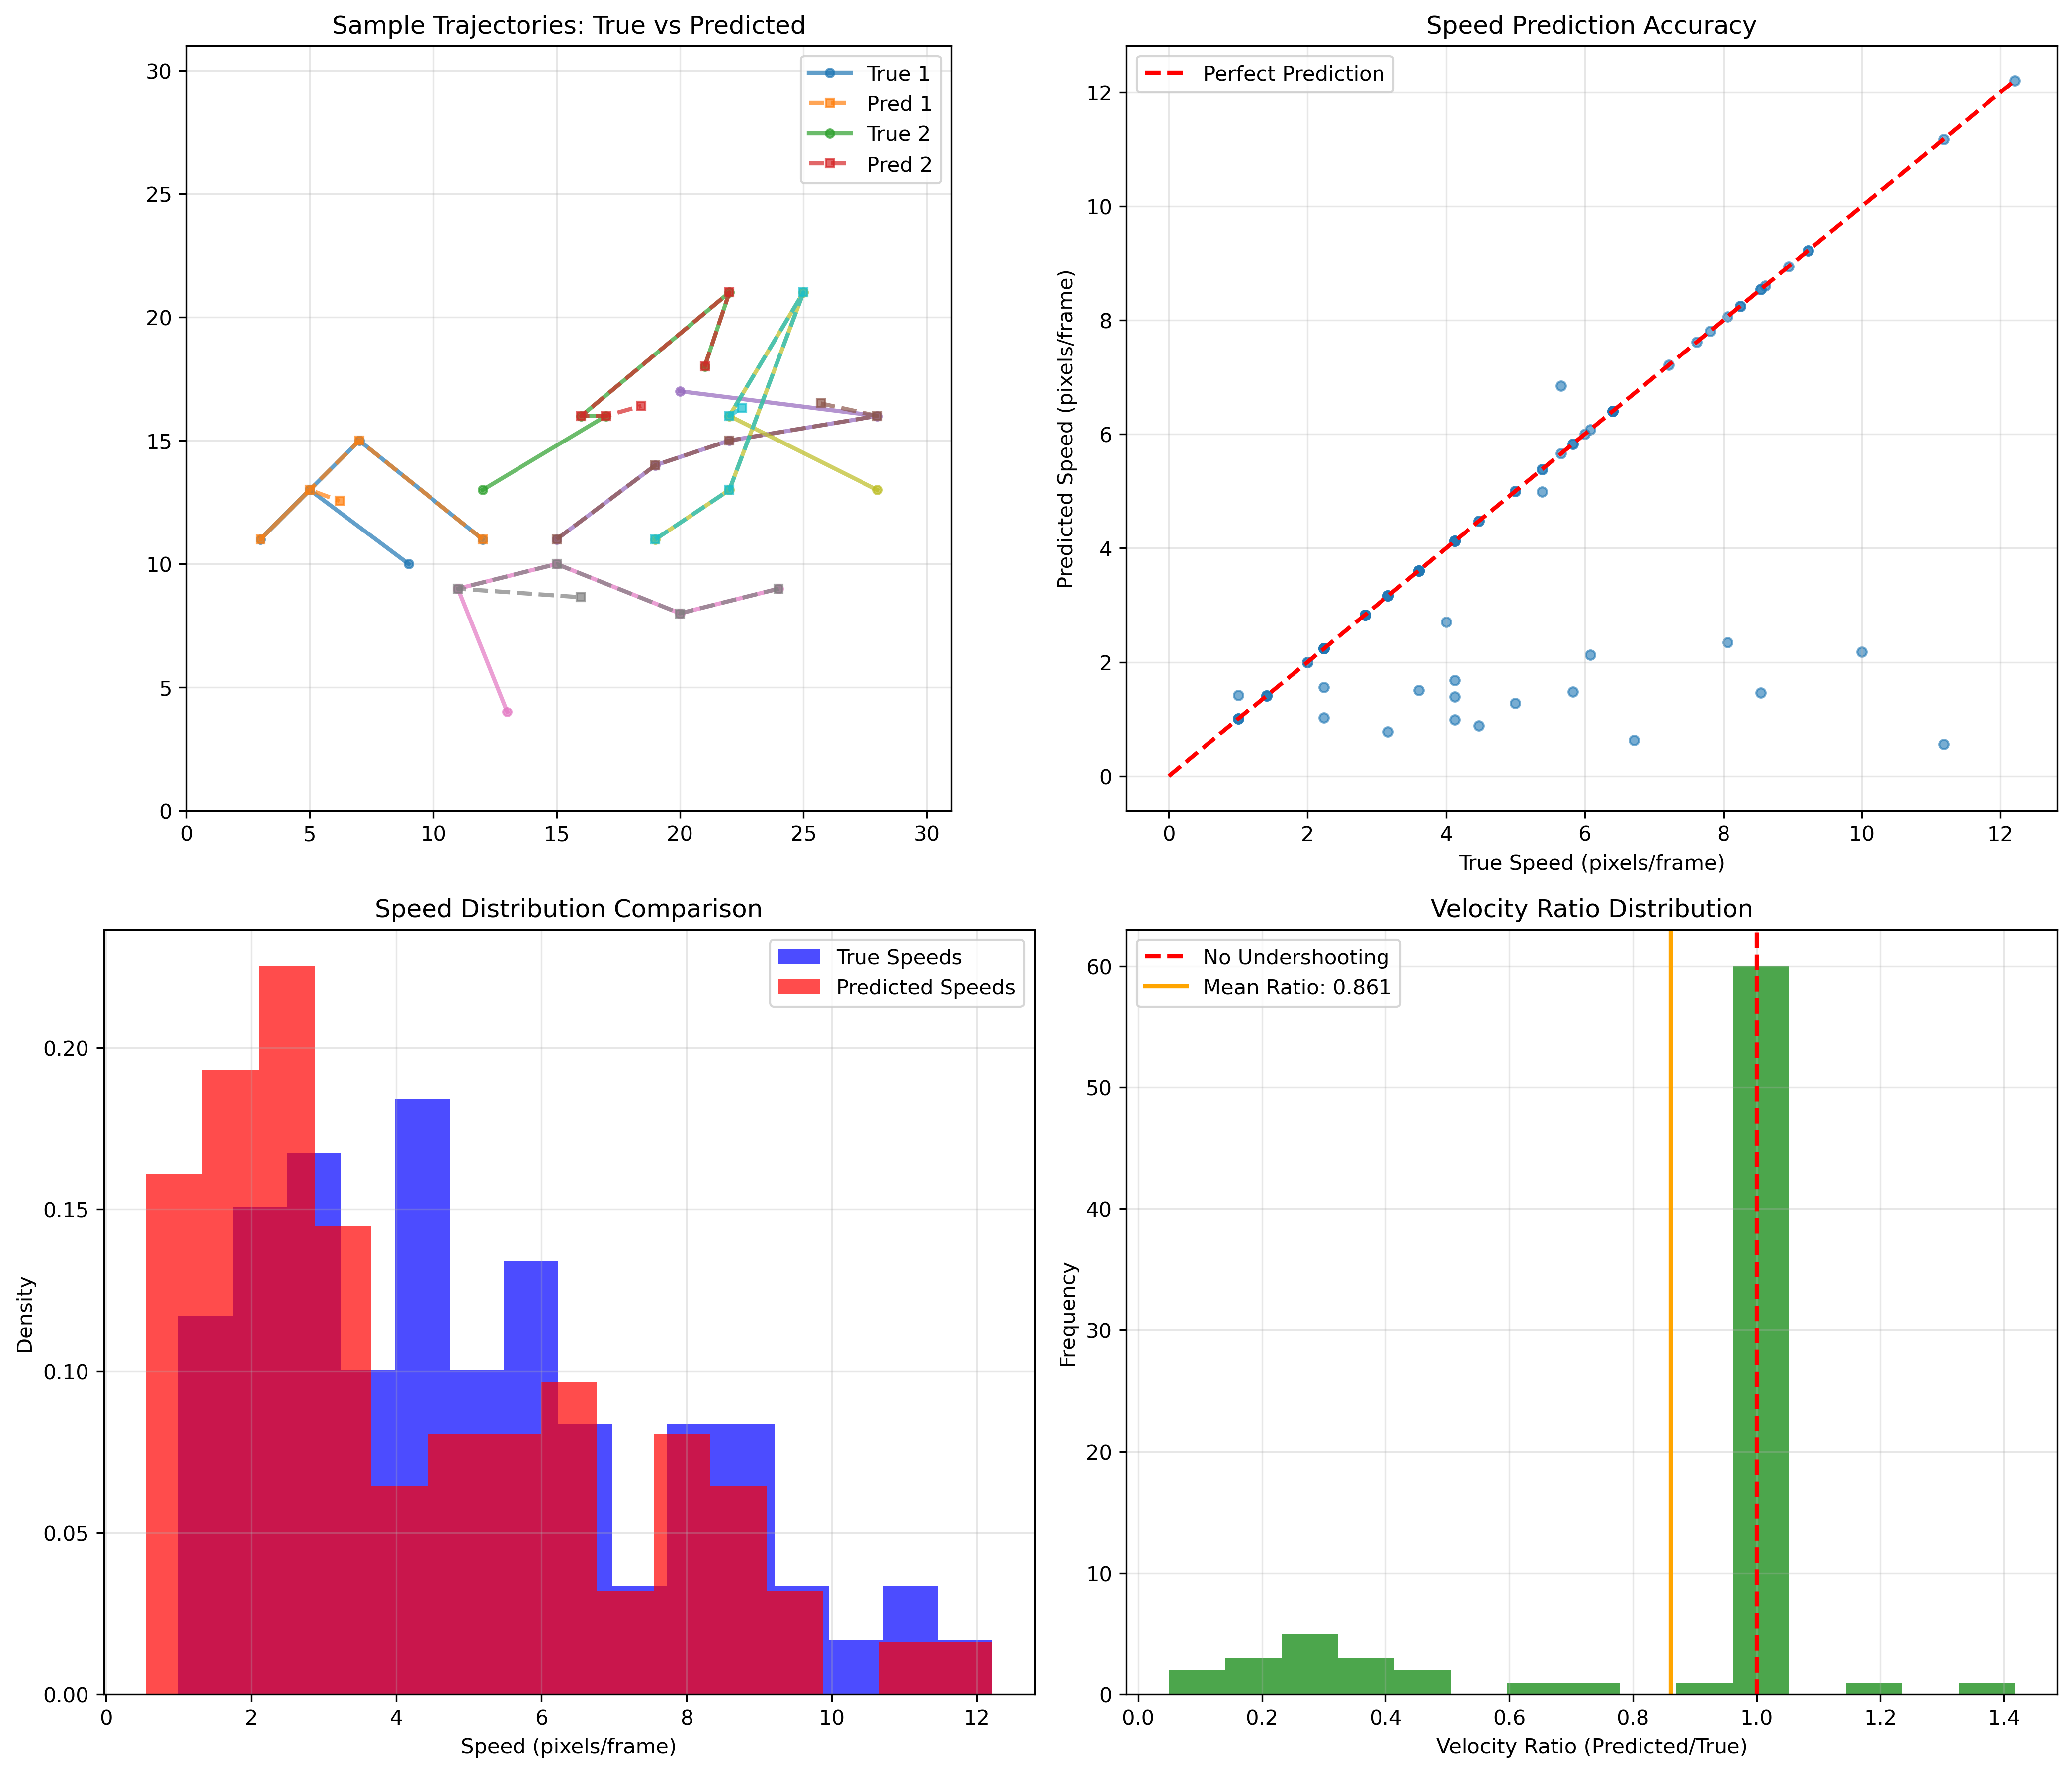 Sample Trajectories: True vs Predicted
True 1
Pred 1
True 2
Pred 2
30
25
20
15
10
5
0
0 5 10 15 20 25 30
Speed Prediction Accuracy
Perfect Prediction
Predicted Speed (pixels/frame)
12
10
8
6
4
2
0
0 2 4 6 8 10 12
True Speed (pixels/frame)
Speed Distribution Comparison
True Speeds
Predicted Speeds
Density
0.20
0.15
0.10
0.05
0.00
0 2 4 6 8 10 12
Speed (pixels/frame)
Velocity Ratio Distribution
No Undershooting
Mean Ratio: 0.861
Frequency
60
50
40
30
20
10
0
0.0 0.2 0.4 0.6 0.8 1.0 1.2 1.4
Velocity Ratio (Predicted/True)